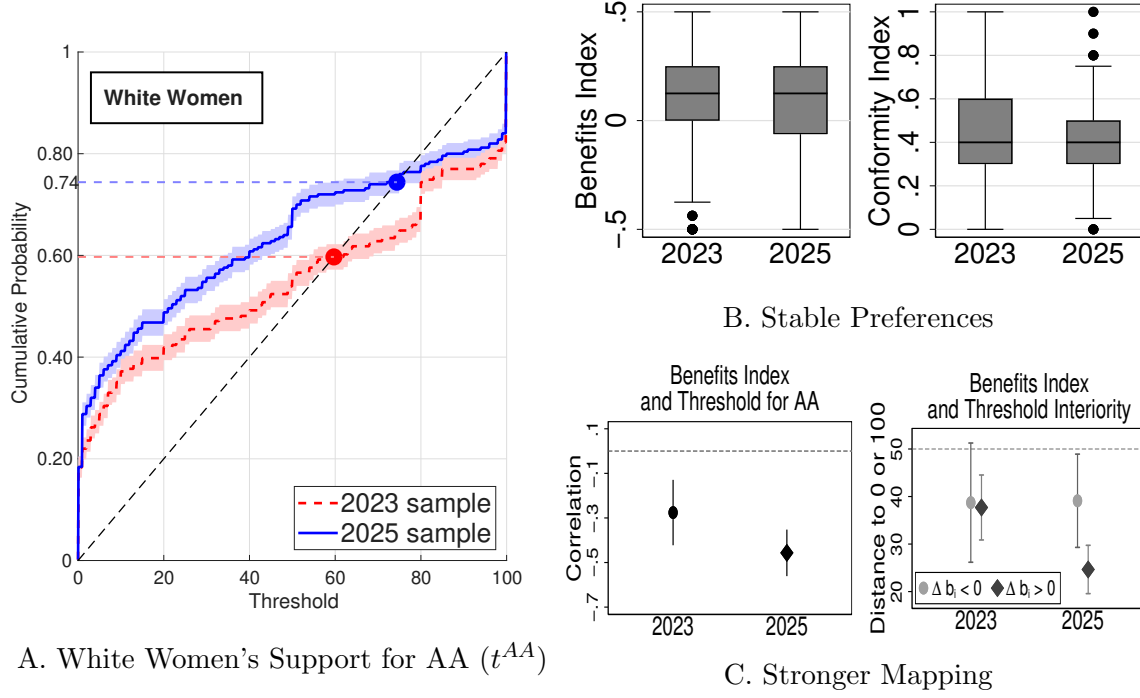 1
0.80
0.74
0.60
0.40
0.20
0
Cumulative Probability
White Women
2023 sample
2025 sample
0 20 40 60 80 100
Threshold
A. White Women's Support for AA (t^{AA})
Benefits Index
.5
0
-.5
2023 2025
Conformity Index
1
.8
.6
.4
.2
0
2023 2025
B. Stable Preferences
Benefits Index
and Threshold for AA
Correlation
.1
-.1
-.3
-.5
-.7
2023 2025
Benefits Index
and Threshold Interiority
Distance to 0 or 100
50
40
30
20
Δ b_i < 0 Δ b_i > 0
2023 2025
C. Stronger Mapping